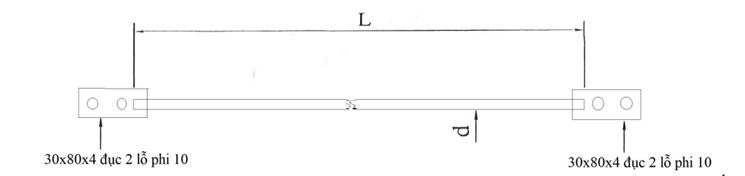 L
d
30x80x4 đục 2 lỗ phi 10
30x80x4 đục 2 lỗ phi 10